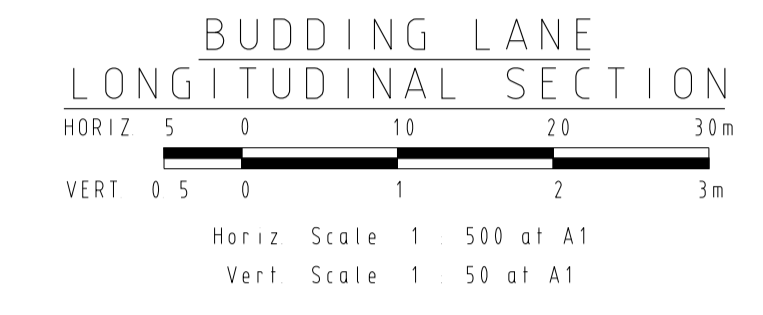 BUDDING LANE
LONGITUDINAL SECTION
HORIZ. 5 0 10 20 30m
VERT. 0.5 0 1 2 3m
Horiz. Scale 1 : 500 at A1
Vert. Scale 1 : 50 at A1